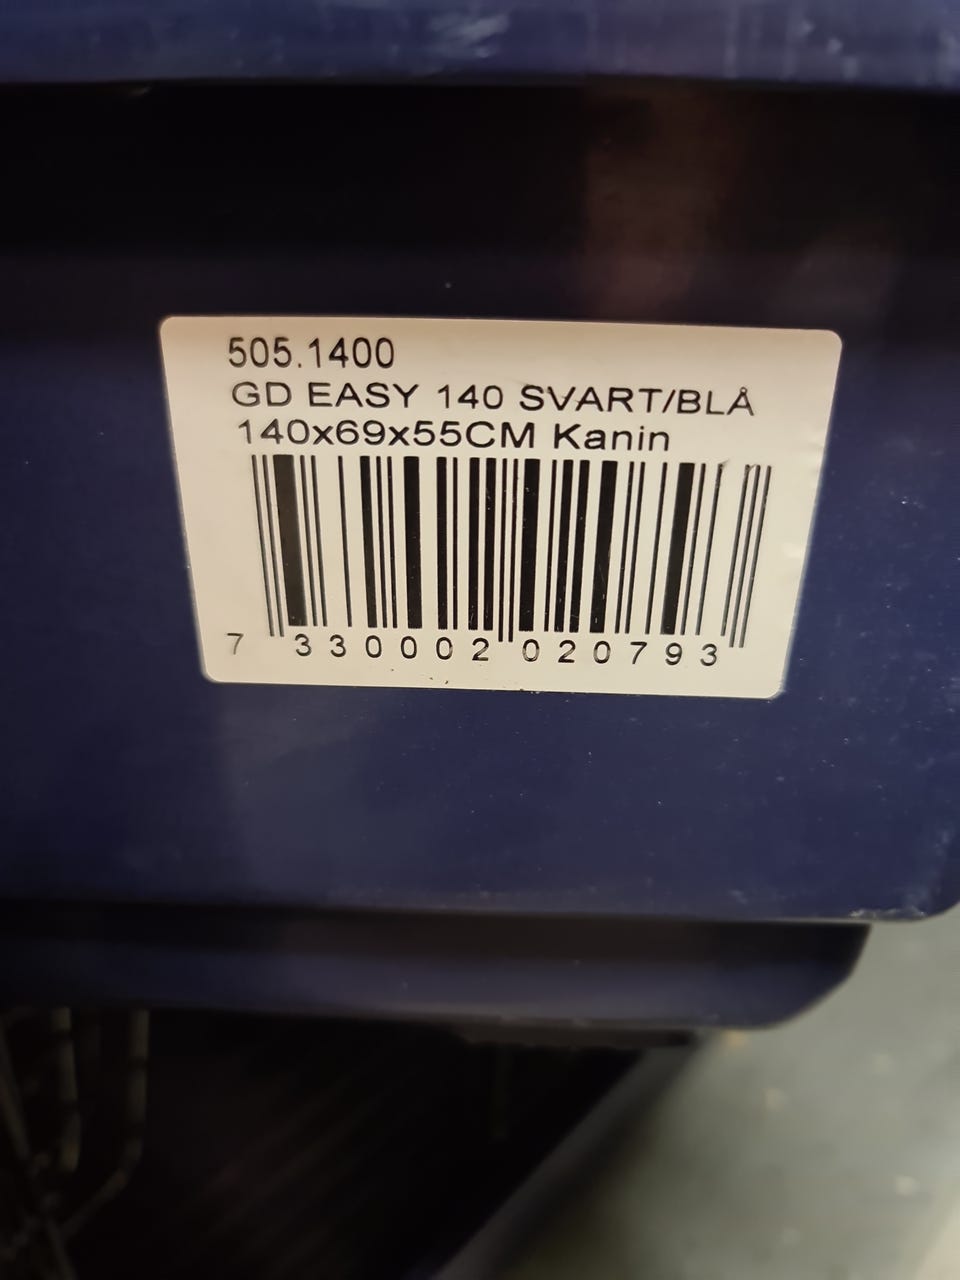 505.1400
GD EASY 140 SVART/BLÅ
140x69x55CM Kanin
7 330002 020793